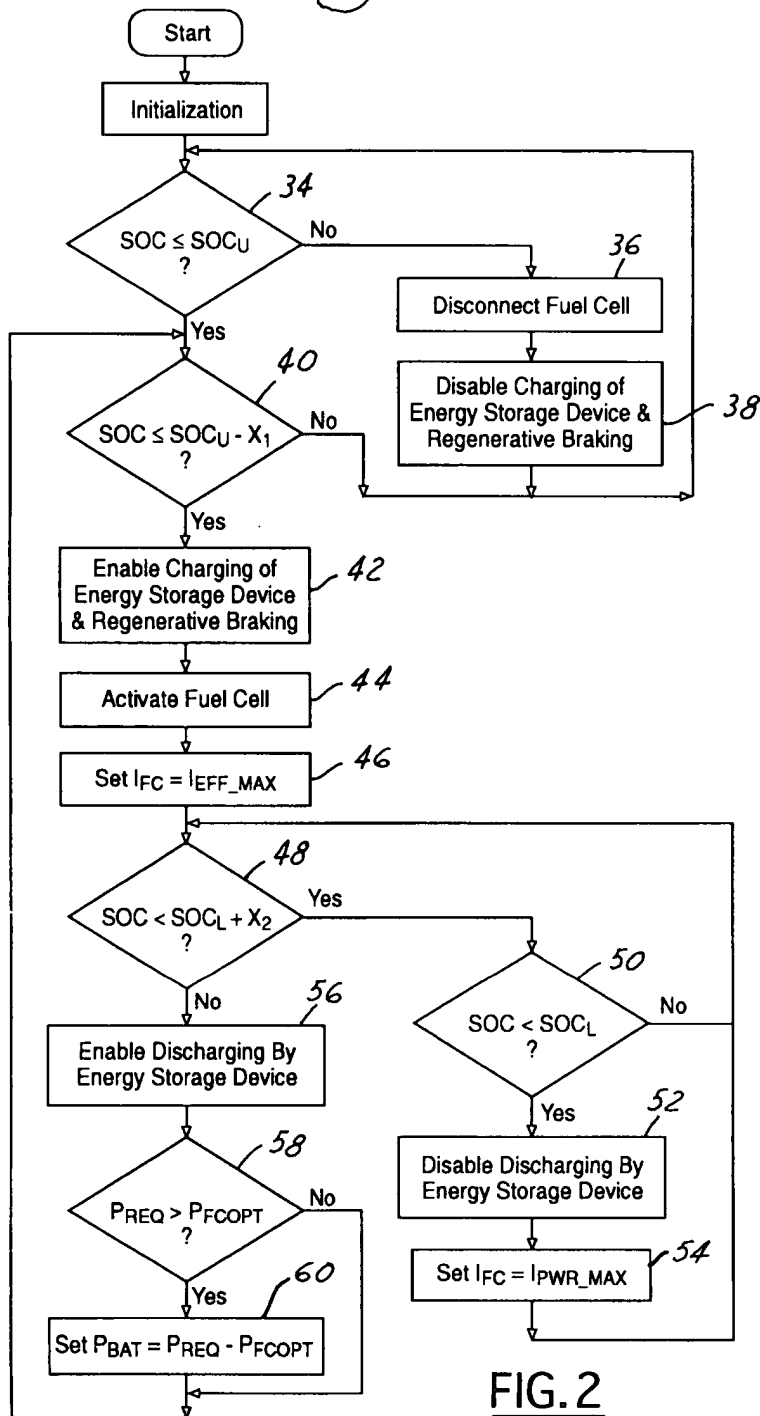 Start
Initialization
34
SOC ≤ SOCU
?
No
Yes
36
Disconnect Fuel Cell
Disable Charging of
Energy Storage Device &
Regenerative Braking
38
40
SOC ≤ SOCU - X1
?
No
Yes
Enable Charging of
Energy Storage Device
& Regenerative Braking
42
Activate Fuel Cell
44
Set IFC = IEFF_MAX
46
48
SOC < SOCL + X2
?
Yes
No
50
SOC < SOCL
?
No
Yes
52
Disable Discharging By
Energy Storage Device
54
Set IFC = IPWR_MAX
56
Enable Discharging By
Energy Storage Device
58
PREQ > PFCOPT
?
No
Yes
60
Set PBAT = PREQ - PFCOPT
FIG. 2